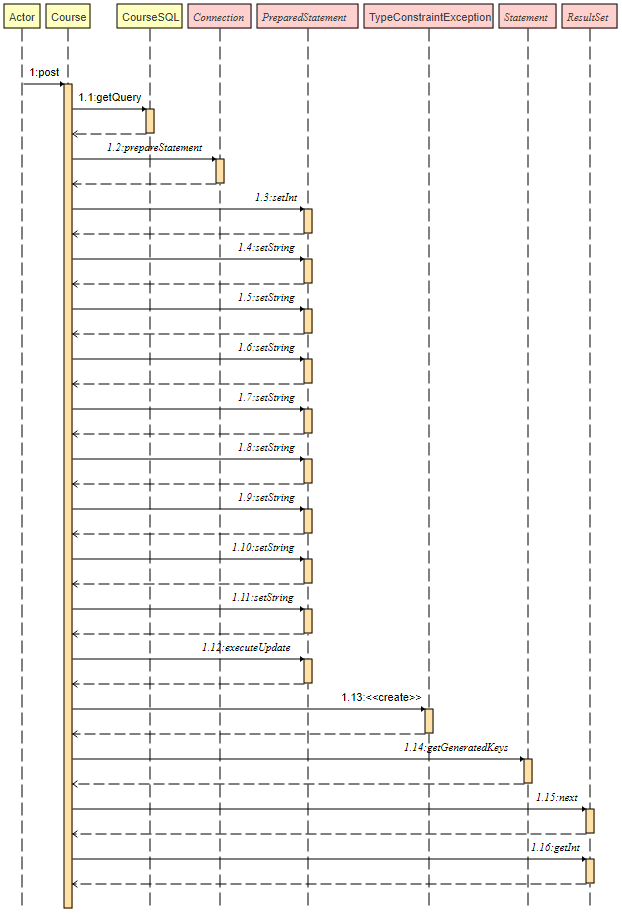 Actor
Course
CourseSQL
Connection
PreparedStatement
TypeConstraintException
Statement
ResultSet
1:post
1.1:getQuery
1.2:prepareStatement
1.3:setInt
1.4:setString
1.5:setString
1.6:setString
1.7:setString
1.8:setString
1.9:setString
1.10:setString
1.11:setString
1.12:executeUpdate
1.13:<<create>>
1.14:getGeneratedKeys
1.15:next
1.16:getInt